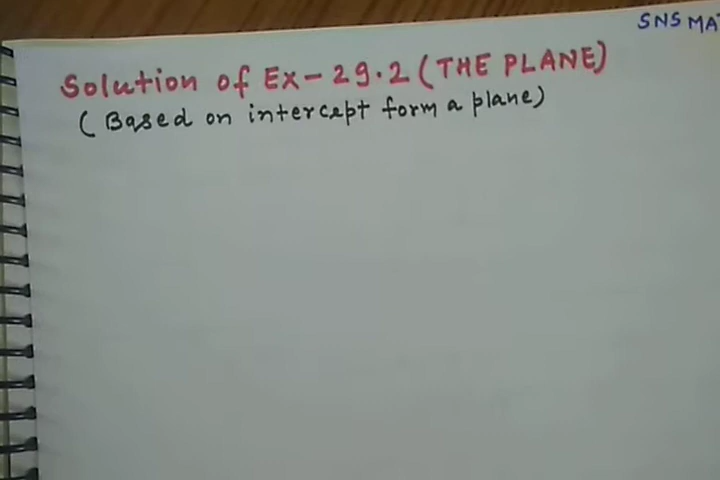 SNS MA
Solution of Ex-29.2 (THE PLANE)
(Based on intercept form a plane)